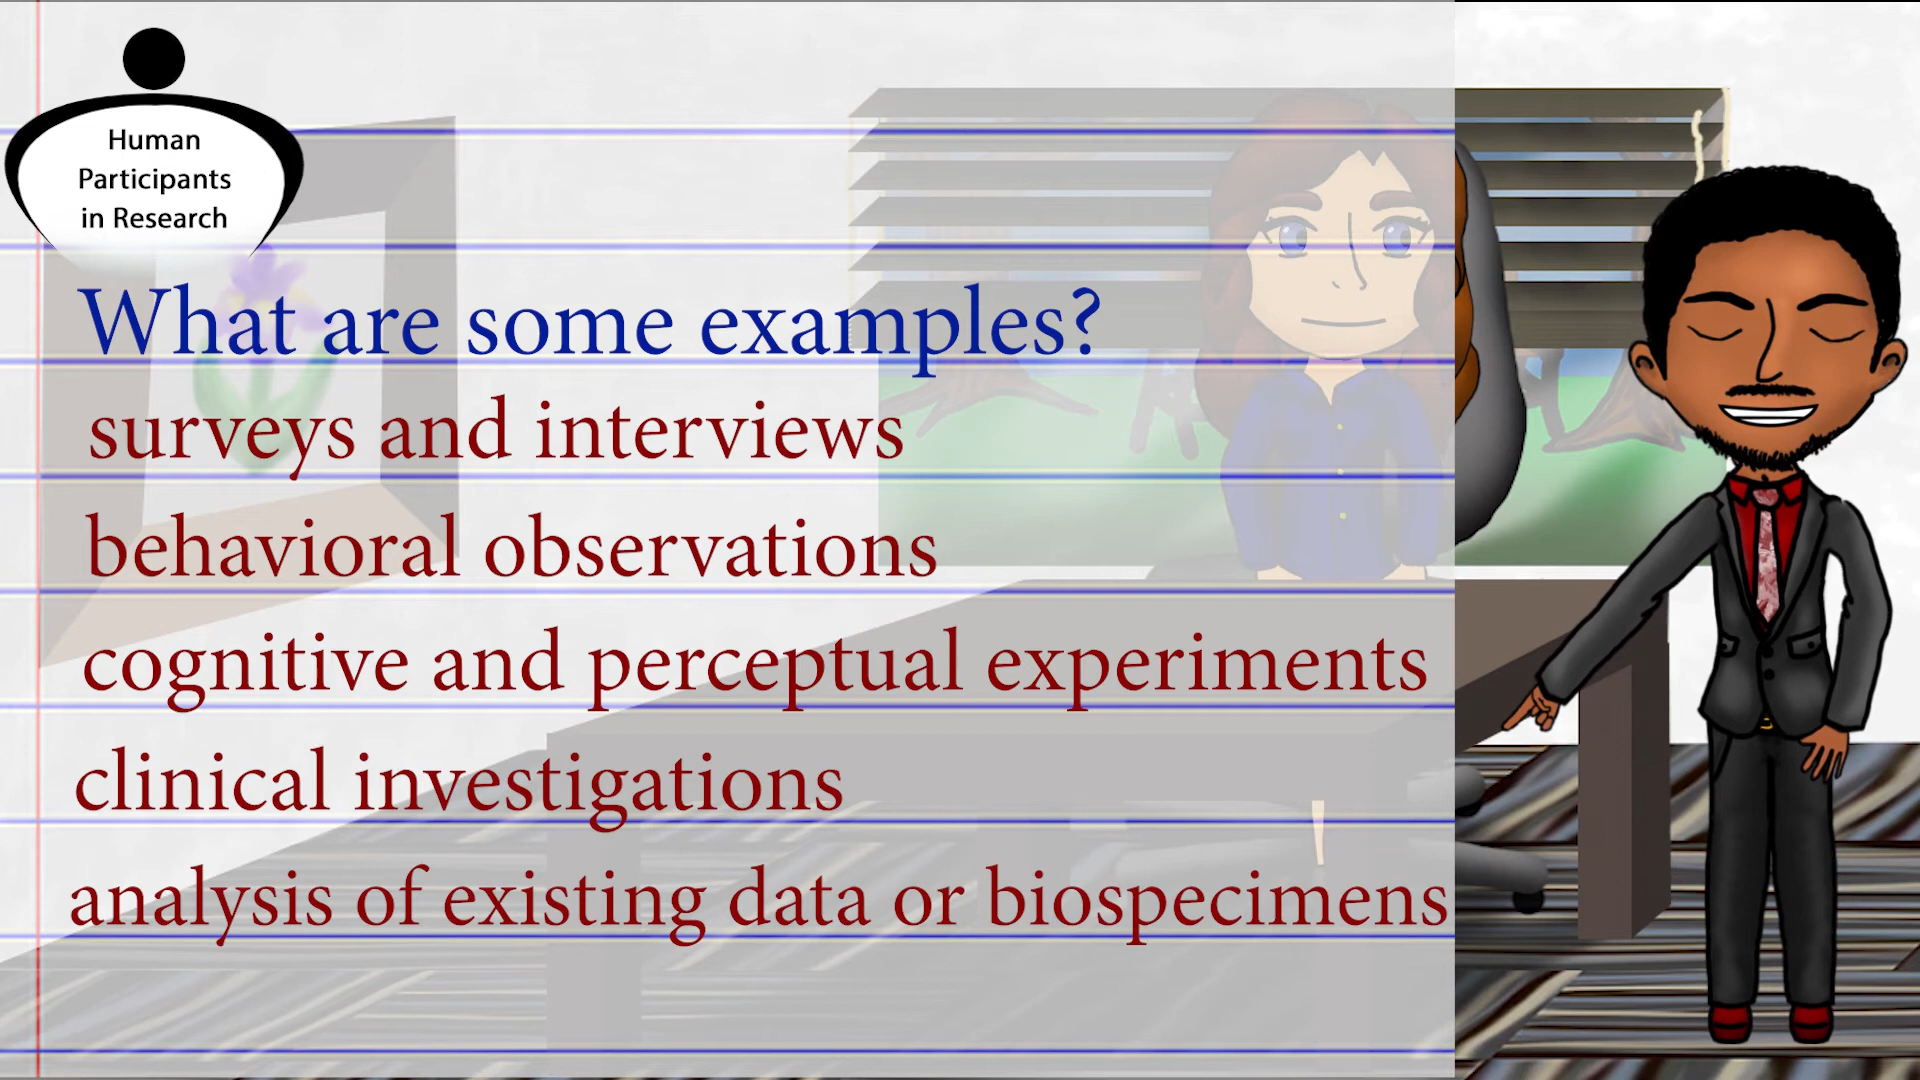 Human
Participants
in Research
What are some examples?
surveys and interviews
behavioral observations
cognitive and perceptual experiments
clinical investigations
analysis of existing data or biospecimens